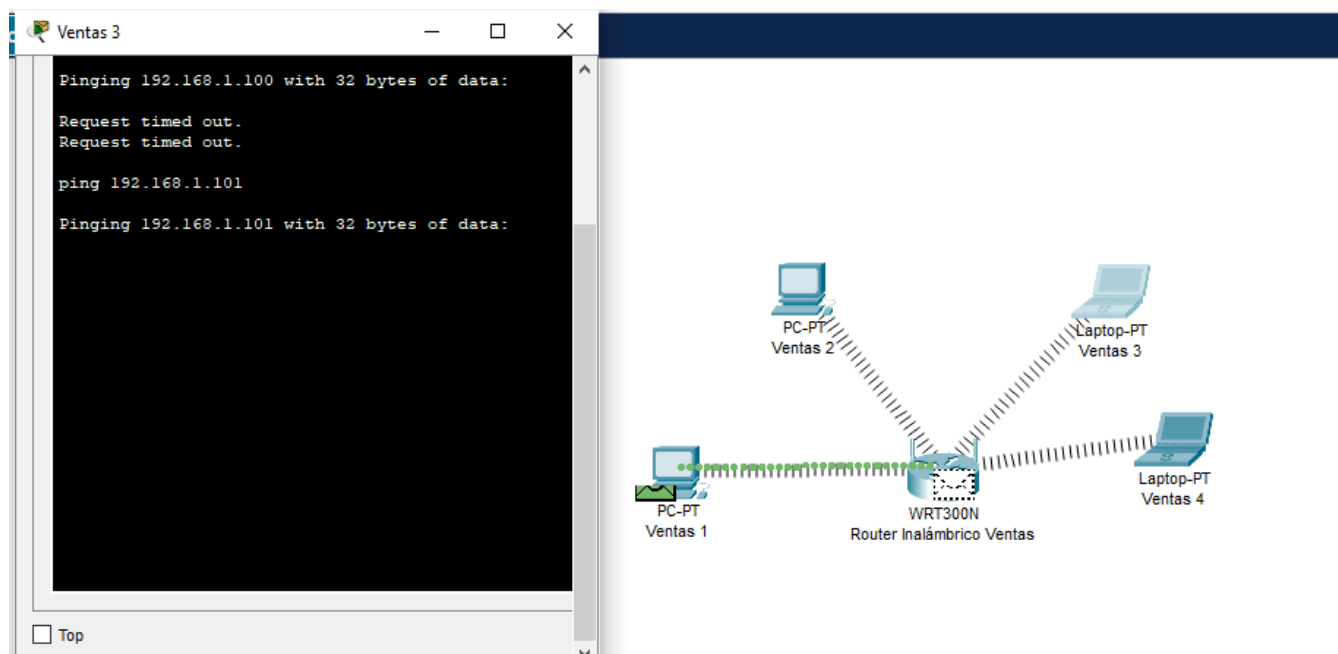 Ventas 3
Pinging 192.168.1.100 with 32 bytes of data:
Request timed out.
Request timed out.
ping 192.168.1.101
Pinging 192.168.1.101 with 32 bytes of data:
Top
PC-PT
Ventas 2
Laptop-PT
Ventas 3
PC-PT
Ventas 1
WRT300N
Router Inalámbrico Ventas
Laptop-PT
Ventas 4